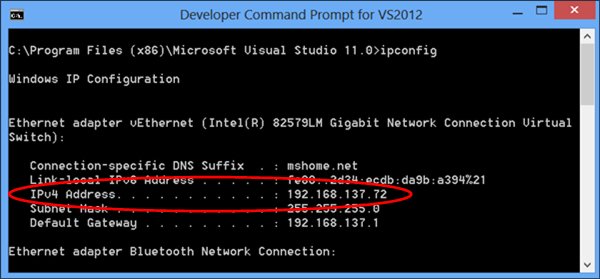 Developer Command Prompt for VS2012
C:\Program Files (x86)\Microsoft Visual Studio 11.0>ipconfig
Windows IP Configuration
Ethernet adapter vEthernet (Intel(R) 82579LM Gigabit Network Connection Virtual
Switch):
Connection-specific DNS Suffix . : mshome.net
Link-local IPv6 Address . . . . . : fe80::2d34:ecdb:da9b:a394%21
IPv4 Address. . . . . . . . . . . : 192.168.137.72
Subnet Mask . . . . . . . . . . . : 255.255.255.0
Default Gateway . . . . . . . . . : 192.168.137.1
Ethernet adapter Bluetooth Network Connection: